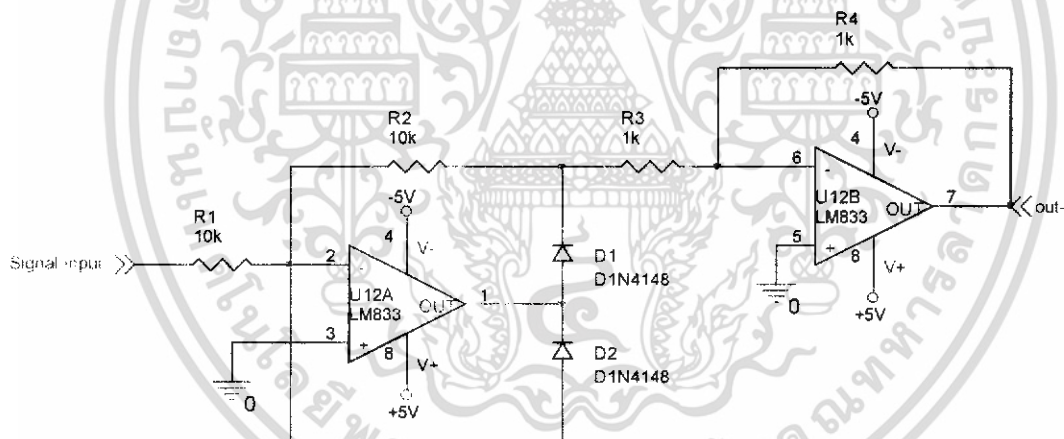 R4
1k
-5V
R2
10k
R3
1k
4
V-
6
-
U12B
LM833
OUT
7
out-
5
+
8
V+
0
+5V
R1
10k
-5V
4
V-
Signal input
2
-
U12A
LM833
OUT
1
3
+
8
V+
0
+5V
D1
D1N4148
D2
D1N4148